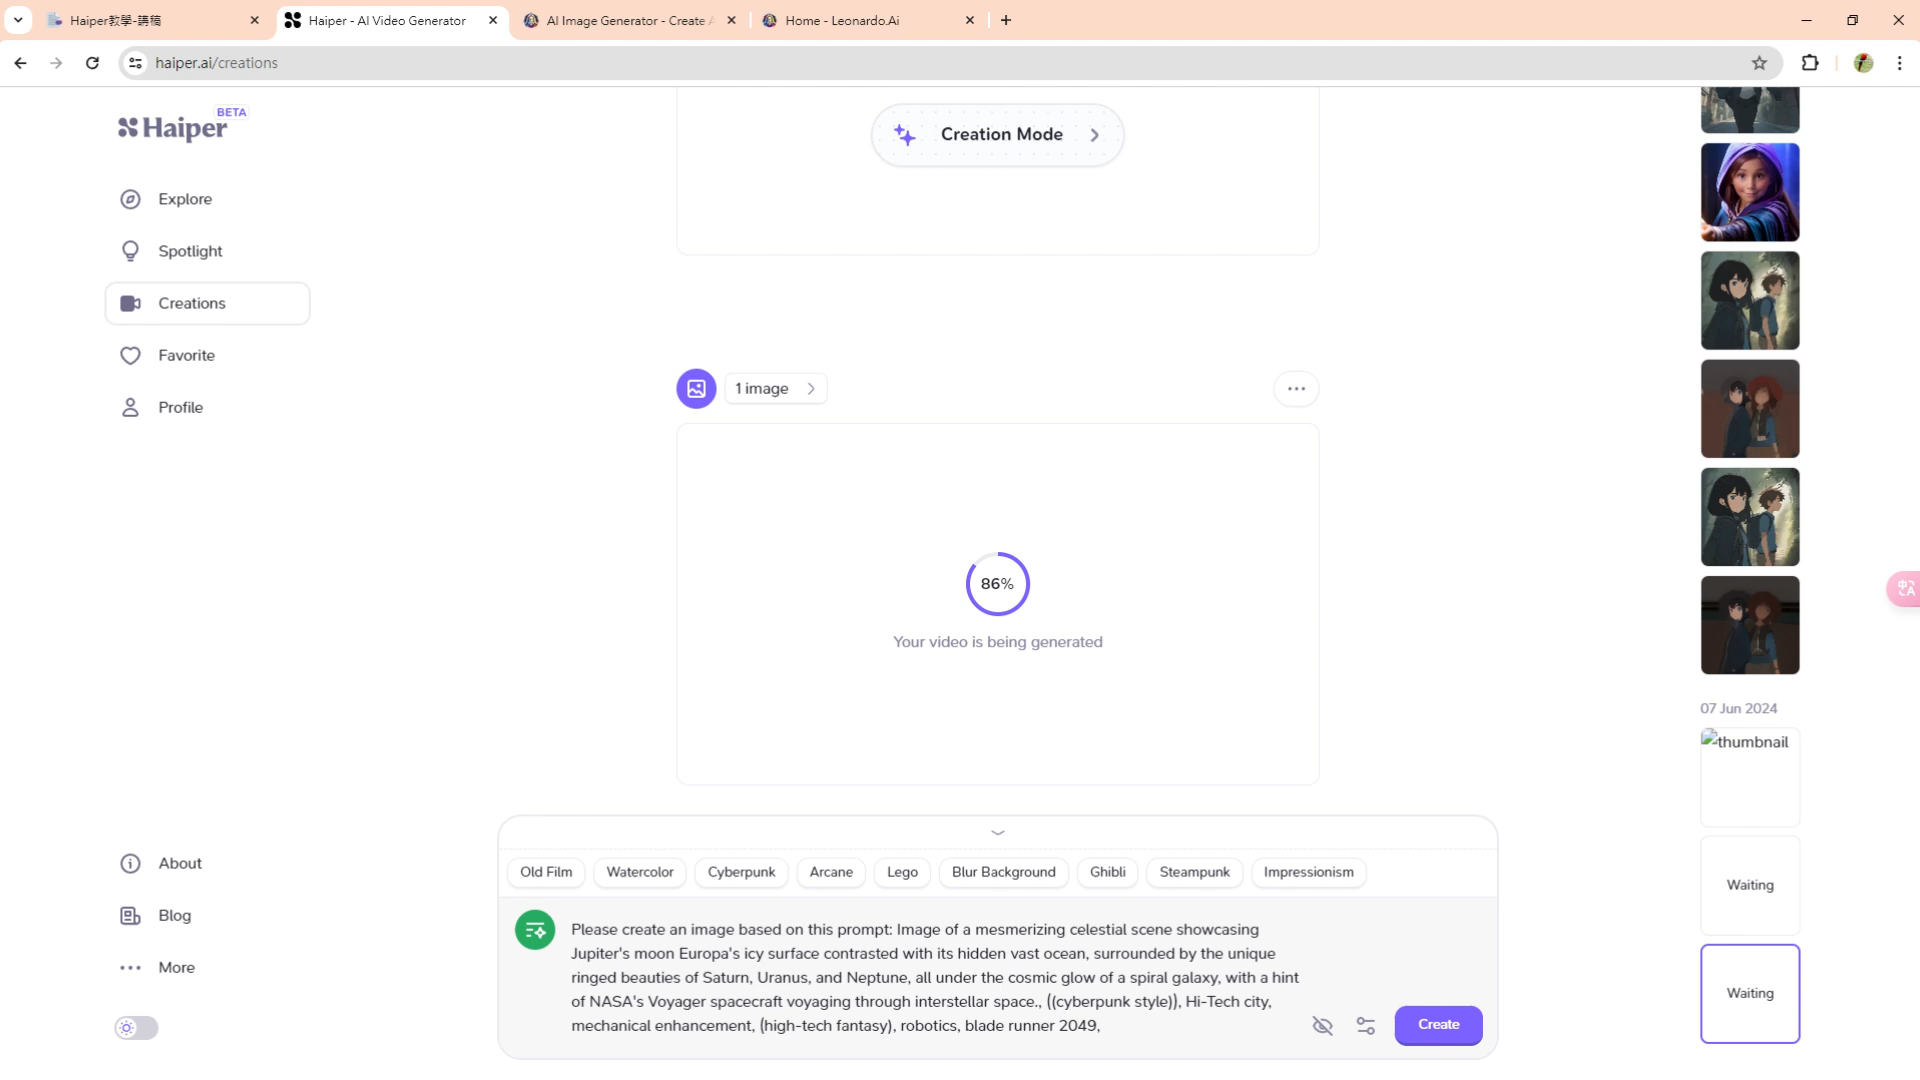 Haiper教學-講稿
Haiper - AI Video Generator
AI Image Generator - Create A
Home - Leonardo.Ai
haiper.ai/creations
Haiper BETA
Explore
Spotlight
Creations
Favorite
Profile
About
Blog
More
Creation Mode
1 image
86%
Your video is being generated
Old Film
Watercolor
Cyberpunk
Arcane
Lego
Blur Background
Ghibli
Steampunk
Impressionism
Please create an image based on this prompt: Image of a mesmerizing celestial scene showcasing
Jupiter's moon Europa's icy surface contrasted with its hidden vast ocean, surrounded by the unique
ringed beauties of Saturn, Uranus, and Neptune, all under the cosmic glow of a spiral galaxy, with a hint
of NASA's Voyager spacecraft voyaging through interstellar space., ((cyberpunk style)), Hi-Tech city,
mechanical enhancement, (high-tech fantasy), robotics, blade runner 2049,
Create
07 Jun 2024
thumbnail
Waiting
Waiting
中A